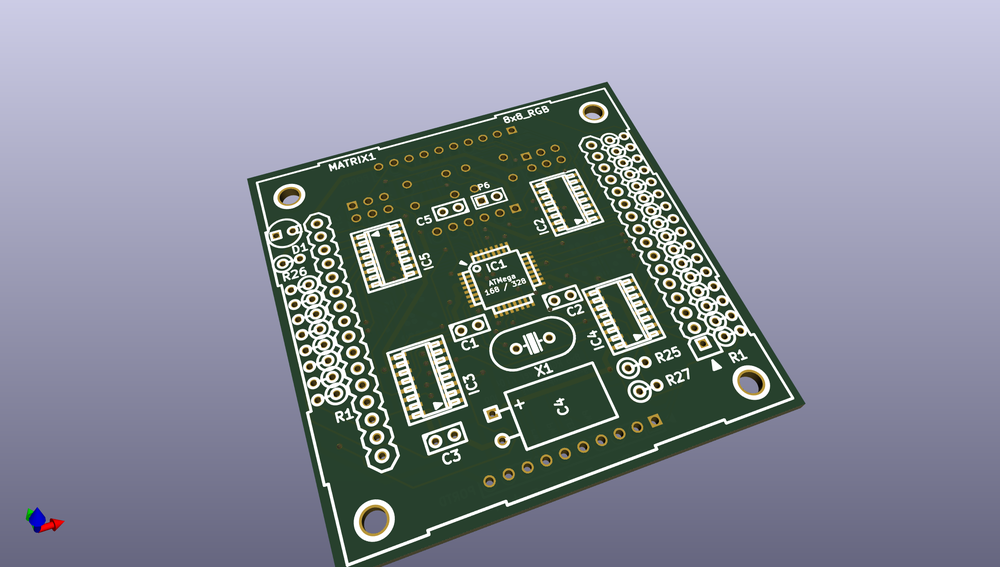 MATRIX1
8x8_RGB
P6
C5
IC2
D1
R26
IC5
IC1
ATMega
168 / 328
C2
C1
IC4
X1
R1
R25
R27
IC3
+
C4
R1
C3